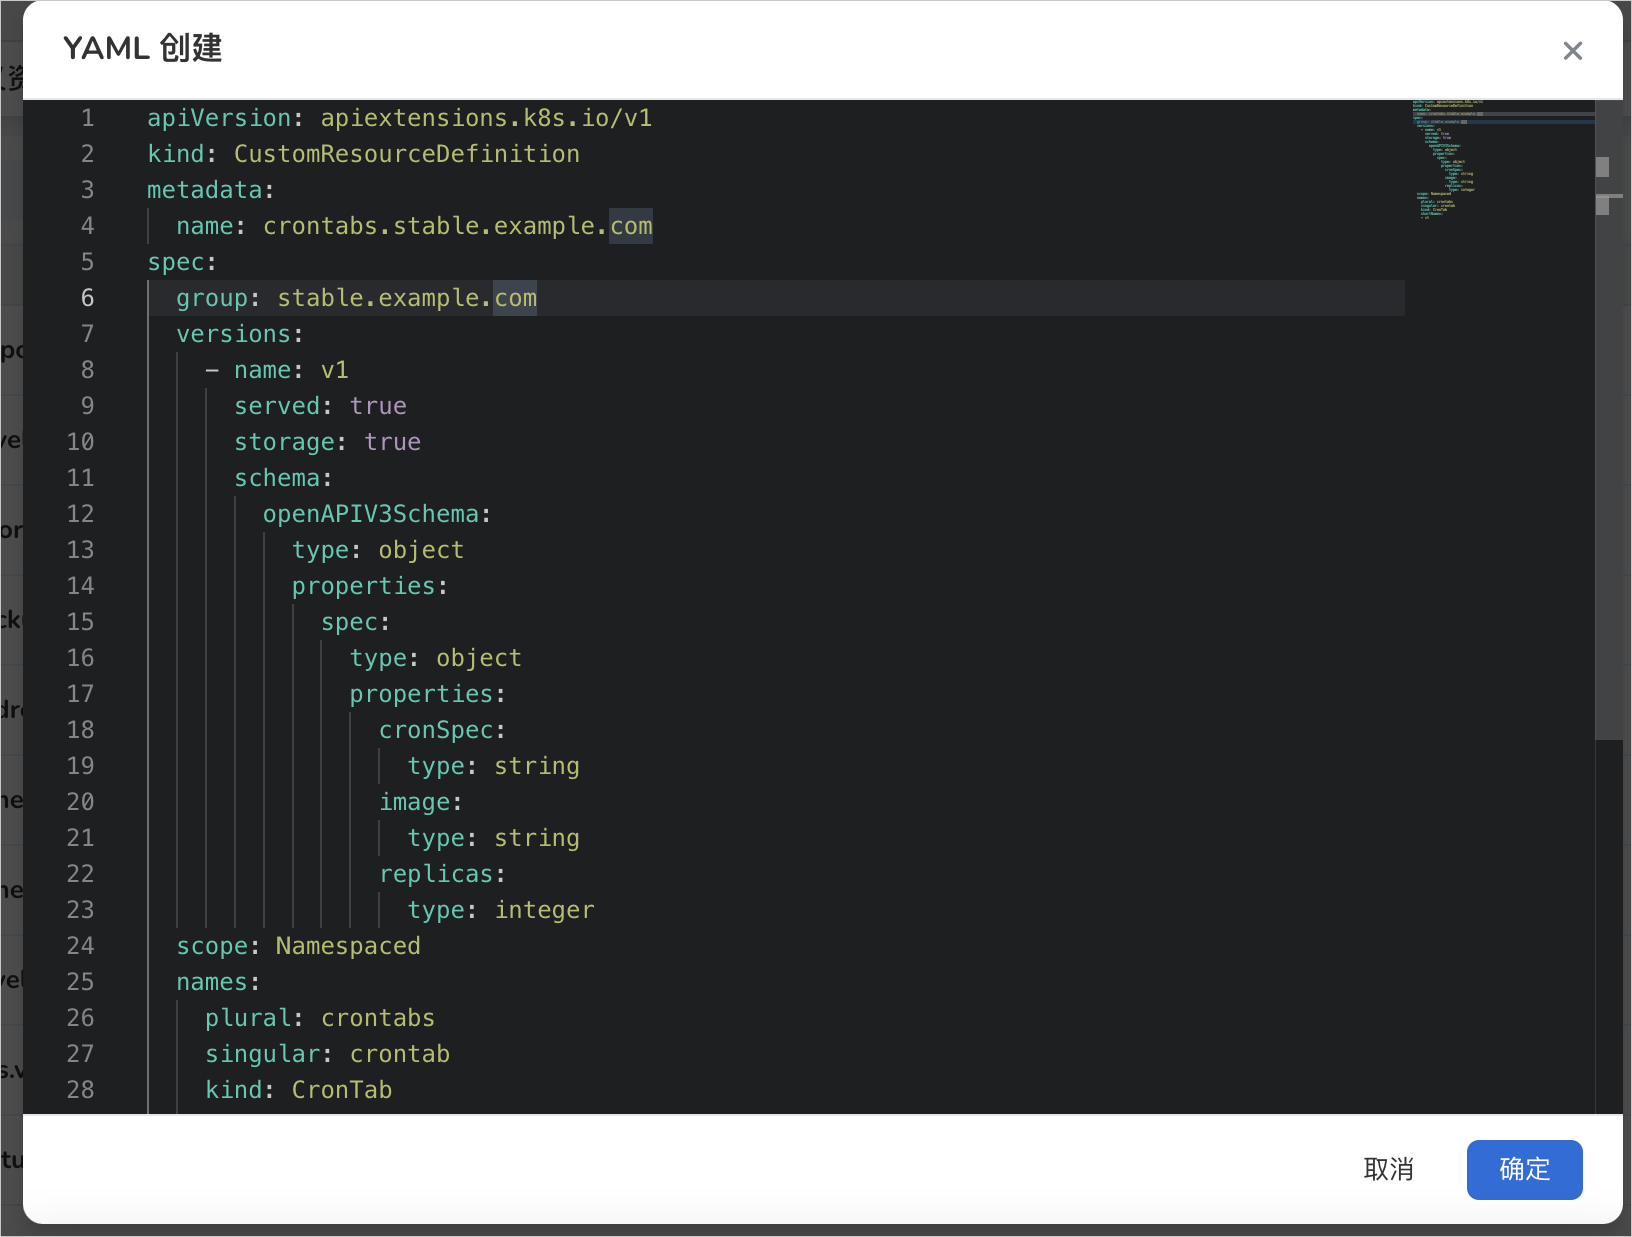 YAML 创建
1 apiVersion: apiextensions.k8s.io/v1
2 kind: CustomResourceDefinition
3 metadata:
4   name: crontabs.stable.example.com
5 spec:
6   group: stable.example.com
7   versions:
8     - name: v1
9       served: true
10       storage: true
11       schema:
12         openAPIV3Schema:
13           type: object
14           properties:
15             spec:
16               type: object
17               properties:
18                 cronSpec:
19                   type: string
20                 image:
21                   type: string
22                 replicas:
23                   type: integer
24   scope: Namespaced
25   names:
26     plural: crontabs
27     singular: crontab
28     kind: CronTab
取消 确定